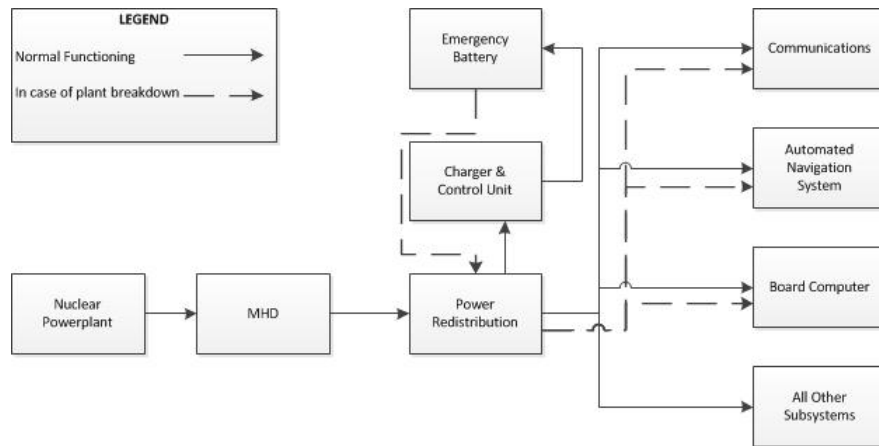 LEGEND
Normal Functioning
In case of plant breakdown
Emergency
Battery
Communications
Charger &
Control Unit
Automated
Navigation
System
Nuclear
Powerplant
MHD
Power
Redistribution
Board Computer
All Other
Subsystems